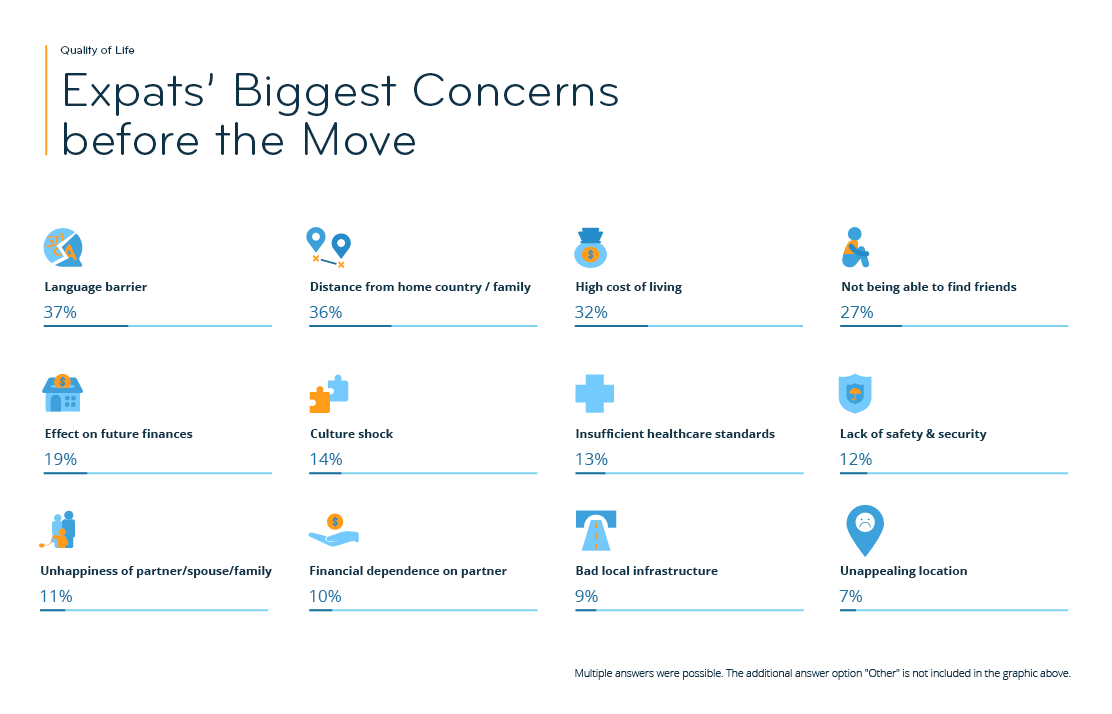 Quality of Life
Expats' Biggest Concerns
before the Move
Language barrier
37%
Distance from home country / family
36%
High cost of living
32%
Not being able to find friends
27%
Effect on future finances
19%
Culture shock
14%
Insufficient healthcare standards
13%
Lack of safety & security
12%
Unhappiness of partner/spouse/family
11%
Financial dependence on partner
10%
Bad local infrastructure
9%
Unappealing location
7%
Multiple answers were possible. The additional answer option "Other" is not included in the graphic above.